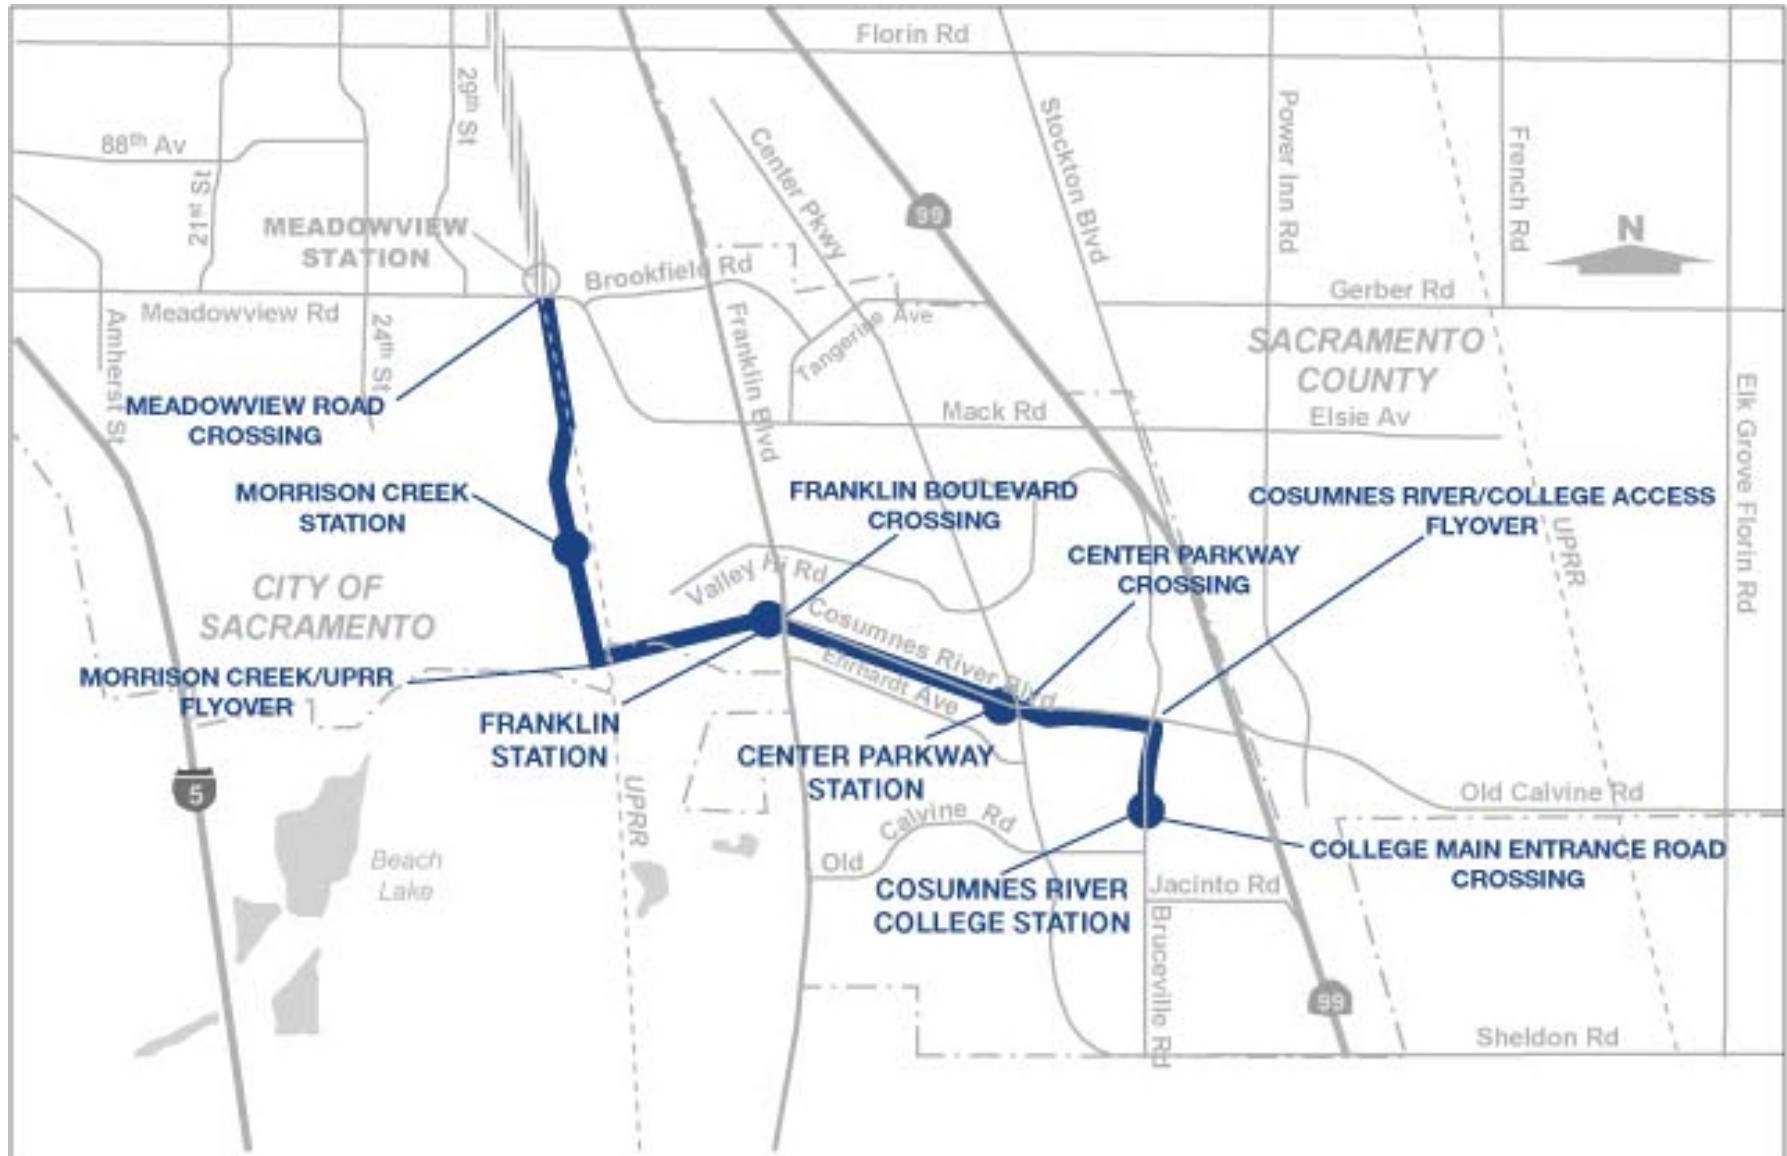 Florin Rd
29th St
88th Av
21st St
Center Pkwy
Stockton Blvd
Power Inn Rd
French Rd
99
N
MEADOWVIEW
STATION
Brookfield Rd
Gerber Rd
Meadowview Rd
Amherst St
24th St
Franklin Blvd
Tangerine Ave
SACRAMENTO
COUNTY
Mack Rd
Elsie Av
Elk Grove Florin Rd
MEADOWVIEW ROAD
CROSSING
MORRISON CREEK
STATION
FRANKLIN BOULEVARD
CROSSING
COSUMNES RIVER/COLLEGE ACCESS
FLYOVER
CENTER PARKWAY
CROSSING
UPRR
Valley Hi Rd
CITY OF
SACRAMENTO
Cosumnes River Blvd
Ehrhardt Ave
MORRISON CREEK/UPRR
FLYOVER
FRANKLIN
STATION
CENTER PARKWAY
STATION
5
UPRR
Old Calvine Rd
Old Calvine Rd
Beach
Lake
COLLEGE MAIN ENTRANCE ROAD
CROSSING
COSUMNES RIVER
COLLEGE STATION
Jacinto Rd
Bruceville Rd
99
Sheldon Rd